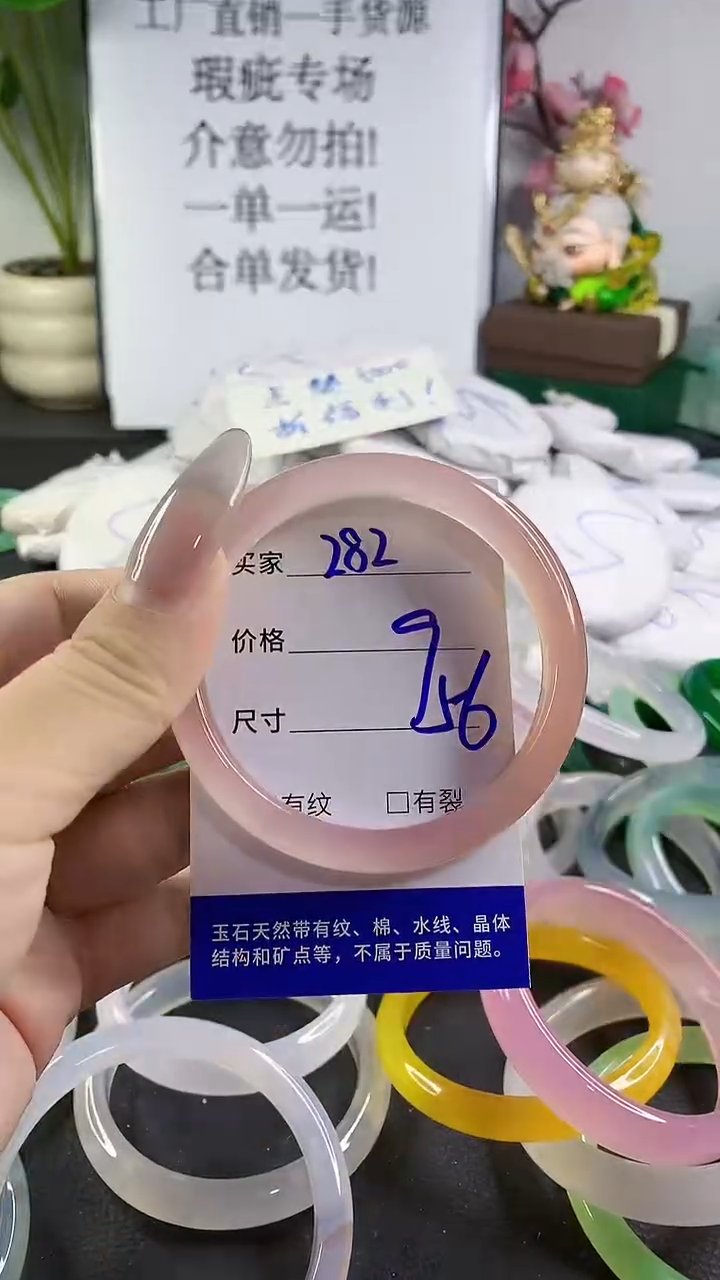 工厂直销一手货源
瑕疵专场
介意勿拍!
一单一运!
合单发货!
买家 282
价格 9
尺寸 56
有纹 □有裂
玉石天然带有纹、棉、水线、晶体
结构和矿点等，不属于质量问题。